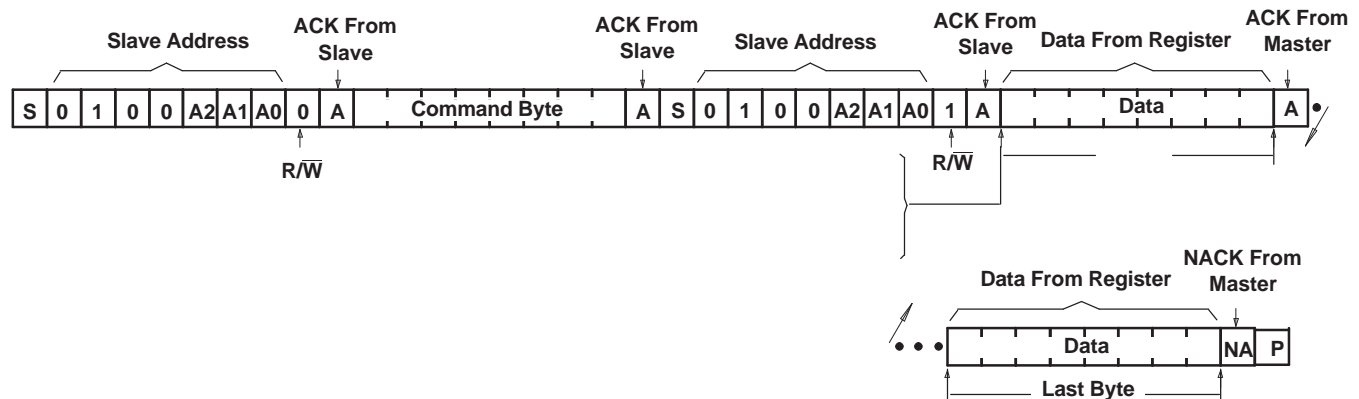 Slave Address
ACK From
Slave
ACK From
Slave
Slave Address
ACK From
Slave
Data From Register
ACK From
Master
S 0 1 0 0 A2 A1 A0 0 A Command Byte A S 0 1 0 0 A2 A1 A0 1 A Data A
R/W̅
R/W̅
Data From Register
NACK From
Master
Data NA P
Last Byte